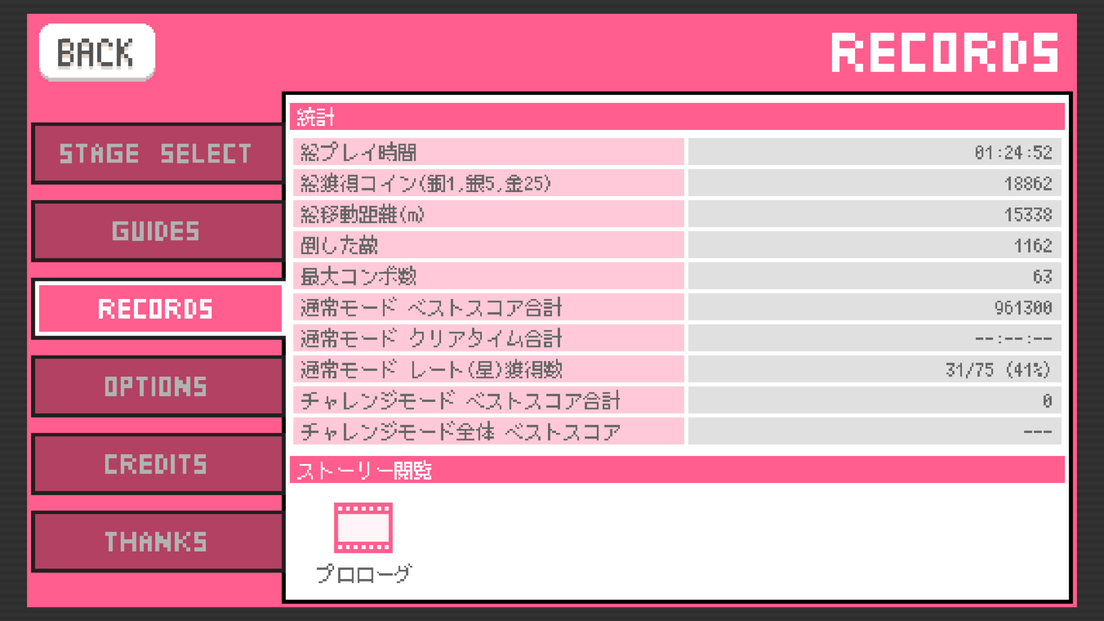 BACK
RECORDS
STAGE SELECT
GUIDES
RECORDS
OPTIONS
CREDITS
THANKS
統計
総プレイ時間 01:24:52
総獲得コイン(銅1,銀5,金25) 18862
総移動距離(m) 15338
倒した敵 1162
最大コンボ数 63
通常モード ベストスコア合計 961300
通常モード クリアタイム合計 --:--:--
通常モード レート(星)獲得数 31/75 (41%)
チャレンジモード ベストスコア合計 0
チャレンジモード全体 ベストスコア ---
ストーリー閲覧
プロローグ